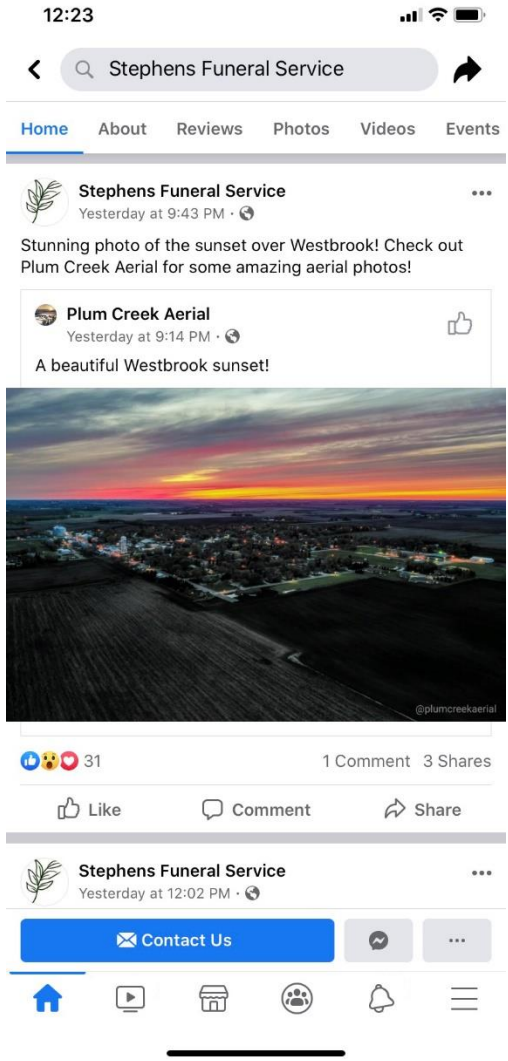 12:23
Stephens Funeral Service
Home About Reviews Photos Videos Events
Stephens Funeral Service
Yesterday at 9:43 PM ·
Stunning photo of the sunset over Westbrook! Check out
Plum Creek Aerial for some amazing aerial photos!
Plum Creek Aerial
Yesterday at 9:14 PM ·
A beautiful Westbrook sunset!
@plumcreekaerial
31 1 Comment 3 Shares
Like Comment Share
Stephens Funeral Service
Yesterday at 12:02 PM ·
Contact Us